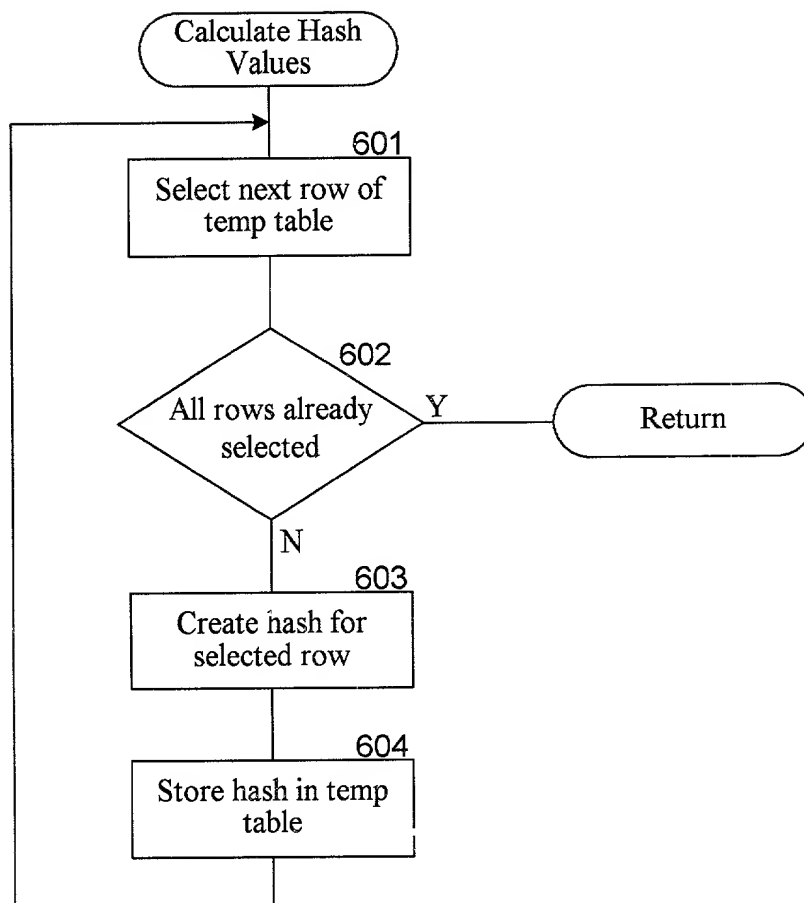 Calculate Hash
Values
601
Select next row of
temp table
602
All rows already
selected
Y
Return
N
603
Create hash for
selected row
604
Store hash in temp
table